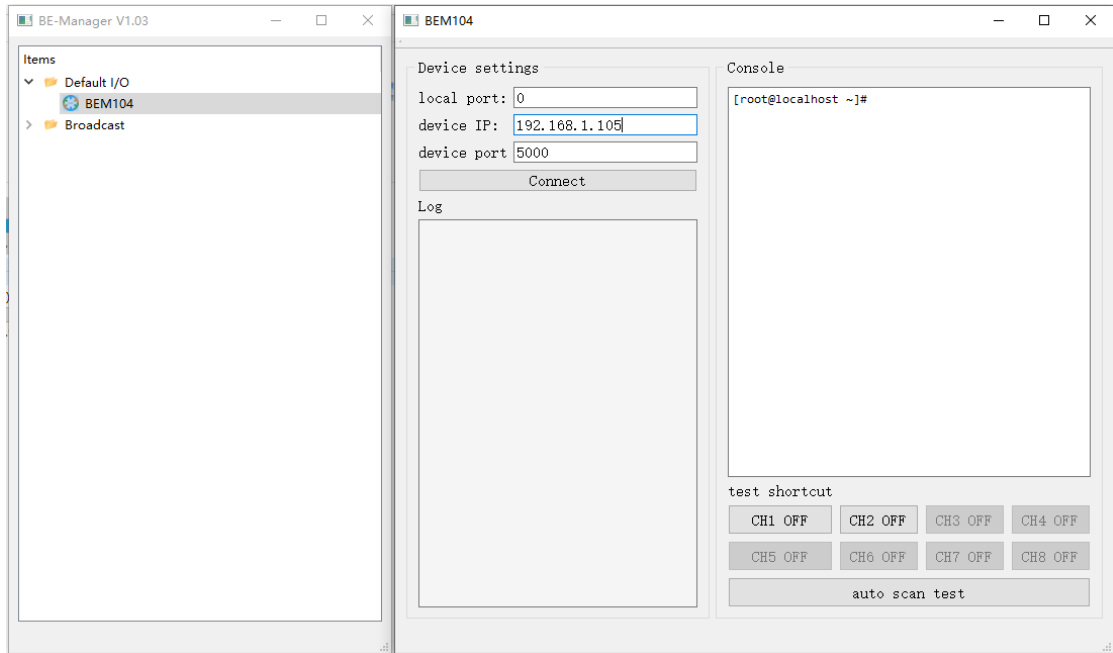 BE-Manager V1.03
Items
Default I/O
BEM104
Broadcast
BEM104
Device settings
local port: 0
device IP: 192.168.1.105
device port 5000
Connect
Log
Console
[root@localhost ~]#
test shortcut
CH1 OFF CH2 OFF CH3 OFF CH4 OFF
CH5 OFF CH6 OFF CH7 OFF CH8 OFF
auto scan test